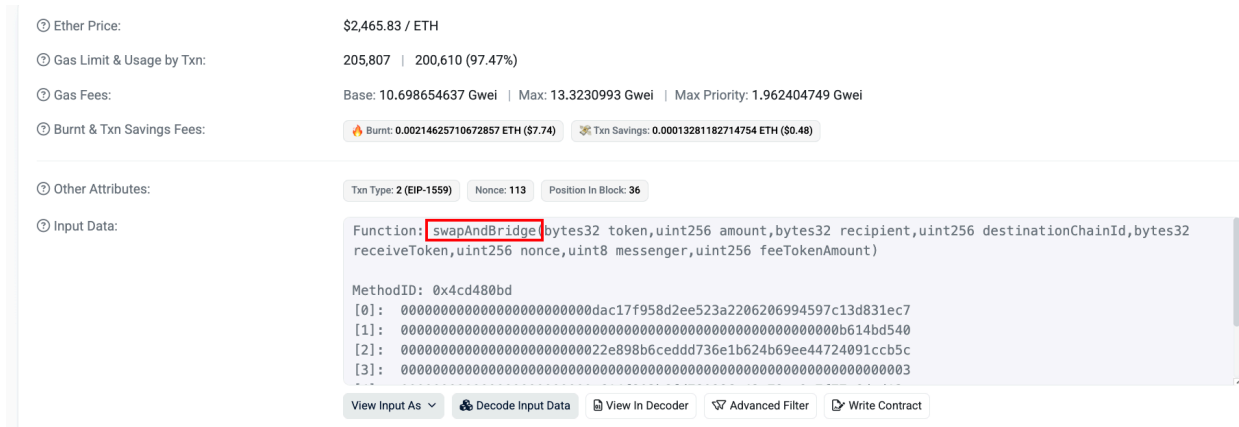 Ether Price: $2,465.83 / ETH
Gas Limit & Usage by Txn: 205,807 | 200,610 (97.47%)
Gas Fees: Base: 10.698654637 Gwei | Max: 13.3230993 Gwei | Max Priority: 1.962404749 Gwei
Burnt & Txn Savings Fees: Burnt: 0.00214625710672857 ETH ($7.74) Txn Savings: 0.00013281182714754 ETH ($0.48)
Other Attributes: Txn Type: 2 (EIP-1559) Nonce: 113 Position In Block: 36
Input Data: Function: swapAndBridge(bytes32 token,uint256 amount,bytes32 recipient,uint256 destinationChainId,bytes32
receiveToken,uint256 nonce,uint8 messenger,uint256 feeTokenAmount)
MethodID: 0x4cd480bd
[0]: 000000000000000000000000dac17f958d2ee523a2206206994597c13d831ec7
[1]: 0000000000000000000000000000000000000000000000000000000b614bd540
[2]: 00000000000000000000000022e898b6ceddd736e1b624b69ee44724091ccb5c
[3]: 0000000000000000000000000000000000000000000000000000000000000003
View Input As Decode Input Data View In Decoder Advanced Filter Write Contract